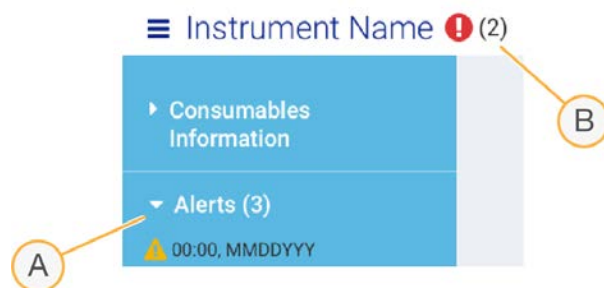 Instrument Name (2)
Consumables
Information
B
Alerts (3)
A
00:00, MMDDYYY